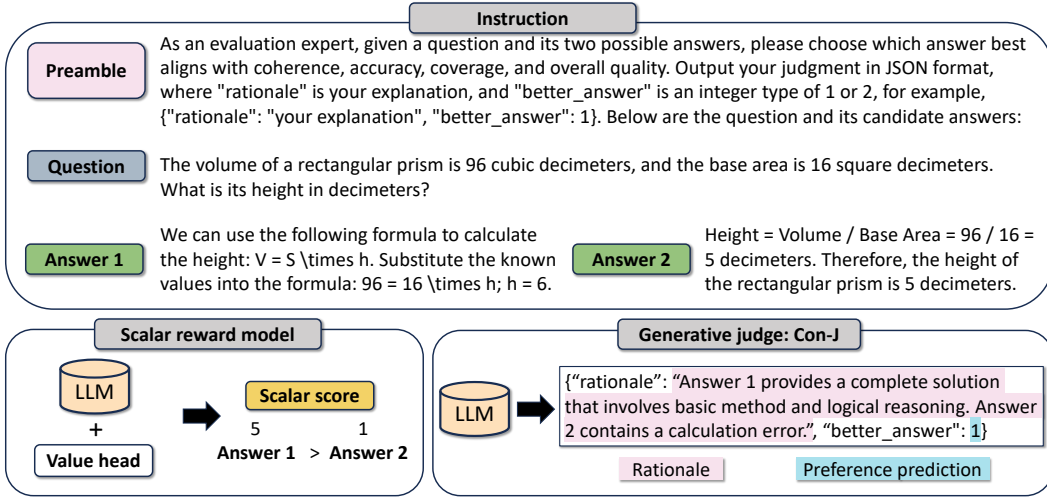 Instruction
Preamble
As an evaluation expert, given a question and its two possible answers, please choose which answer best
aligns with coherence, accuracy, coverage, and overall quality. Output your judgment in JSON format,
where "rationale" is your explanation, and "better_answer" is an integer type of 1 or 2, for example,
{"rationale": "your explanation", "better_answer": 1}. Below are the question and its candidate answers:
Question
The volume of a rectangular prism is 96 cubic decimeters, and the base area is 16 square decimeters.
What is its height in decimeters?
Answer 1
We can use the following formula to calculate
the height: V = S \times h. Substitute the known
values into the formula: 96 = 16 \times h; h = 6.
Answer 2
Height = Volume / Base Area = 96 / 16 =
5 decimeters. Therefore, the height of
the rectangular prism is 5 decimeters.
Scalar reward model
LLM
+
Value head
Scalar score
5 1
Answer 1 > Answer 2
Generative judge: Con-J
LLM
{“rationale”: “Answer 1 provides a complete solution
that involves basic method and logical reasoning. Answer
2 contains a calculation error.”, “better_answer": 1}
Rationale
Preference prediction